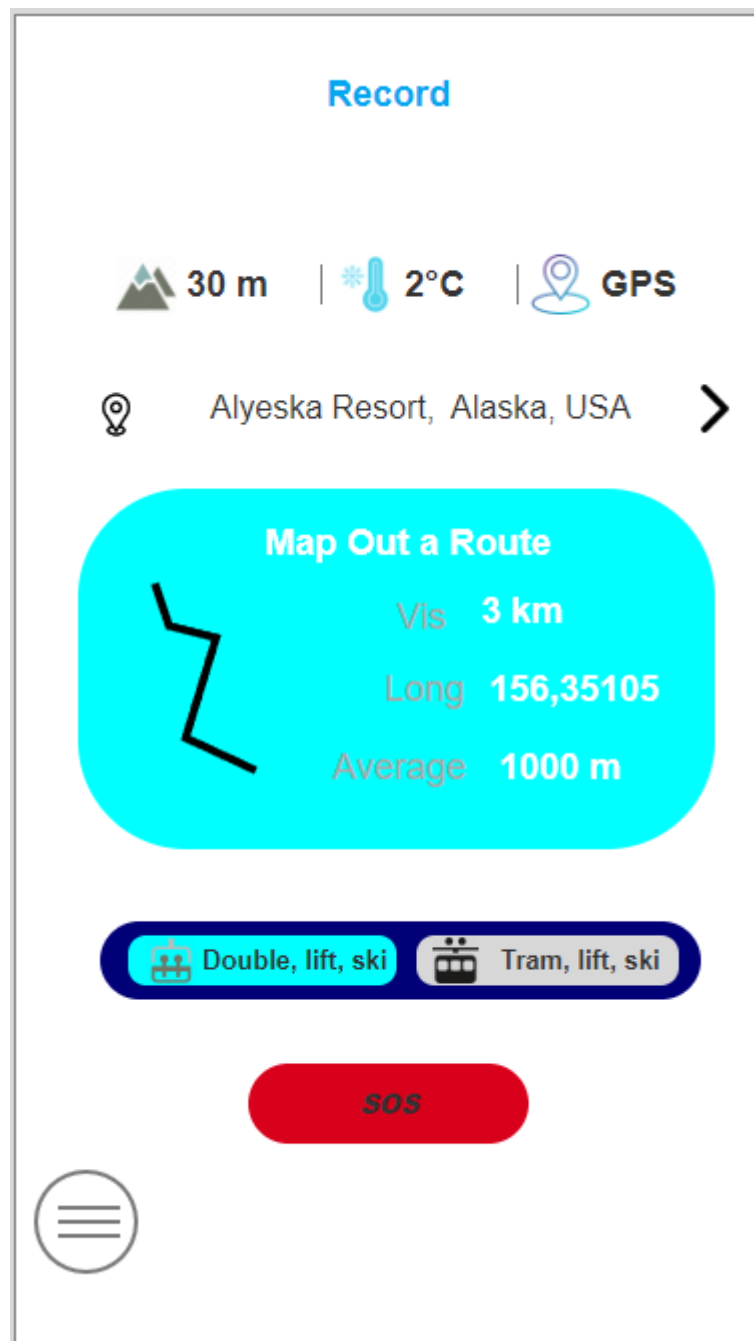 Record
30 m | 2°C | GPS
Alyeska Resort, Alaska, USA
Map Out a Route
Vis 3 km
Long 156,35105
Average 1000 m
Double, lift, ski Tram, lift, ski
SOS